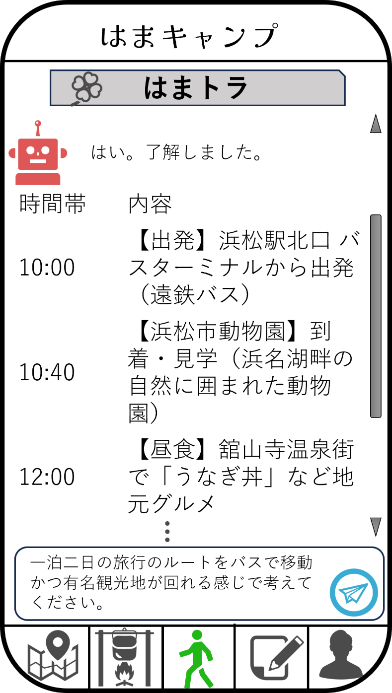 はまキャンプ
はまトラ
はい。了解しました。
時間帯 内容
10:00 【出発】浜松駅北口 バ
スターミナルから出発
（遠鉄バス）
10:40 【浜松市動物園】到
着・見学（浜名湖畔の
自然に囲まれた動物
園）
12:00 【昼食】舘山寺温泉街
で「うなぎ丼」など地
元グルメ
一泊二日の旅行のルートをバスで移動
かつ有名観光地が回れる感じで考えて
ください。